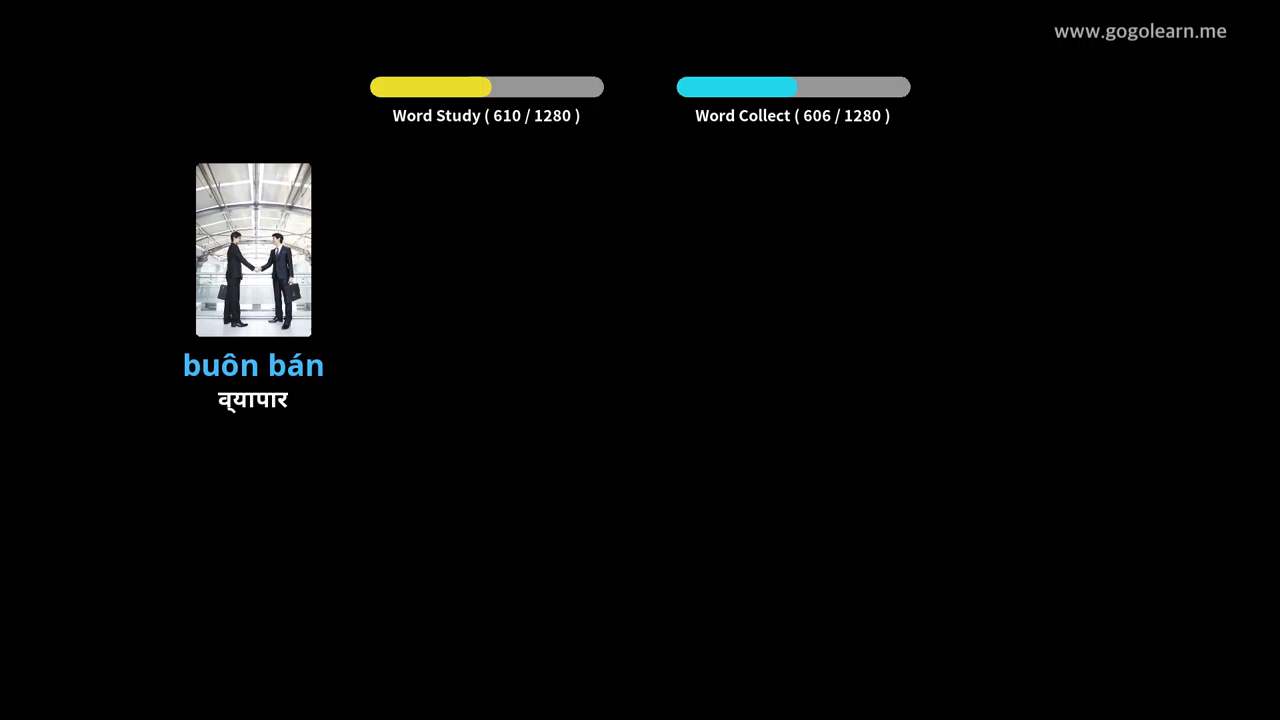 www.gogolearn.me
Word Study ( 610 / 1280 )
Word Collect ( 606 / 1280 )
buôn bán
व्यापार